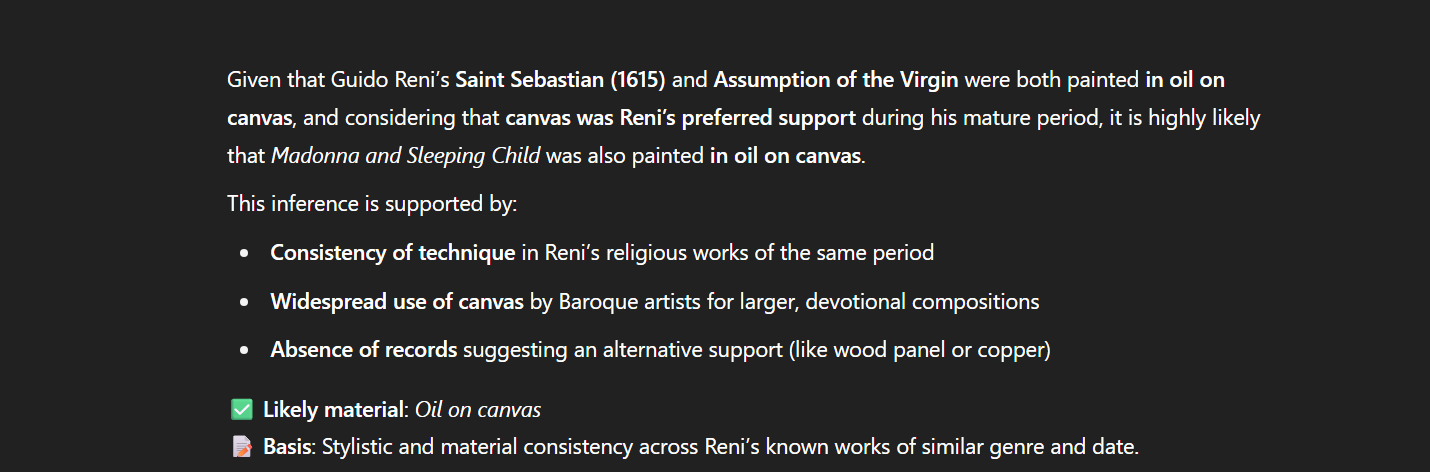 Given that Guido Reni’s Saint Sebastian (1615) and Assumption of the Virgin were both painted in oil on
canvas, and considering that canvas was Reni’s preferred support during his mature period, it is highly likely
that Madonna and Sleeping Child was also painted in oil on canvas.
This inference is supported by:
• Consistency of technique in Reni’s religious works of the same period
• Widespread use of canvas by Baroque artists for larger, devotional compositions
• Absence of records suggesting an alternative support (like wood panel or copper)
✅ Likely material: Oil on canvas
📝 Basis: Stylistic and material consistency across Reni’s known works of similar genre and date.